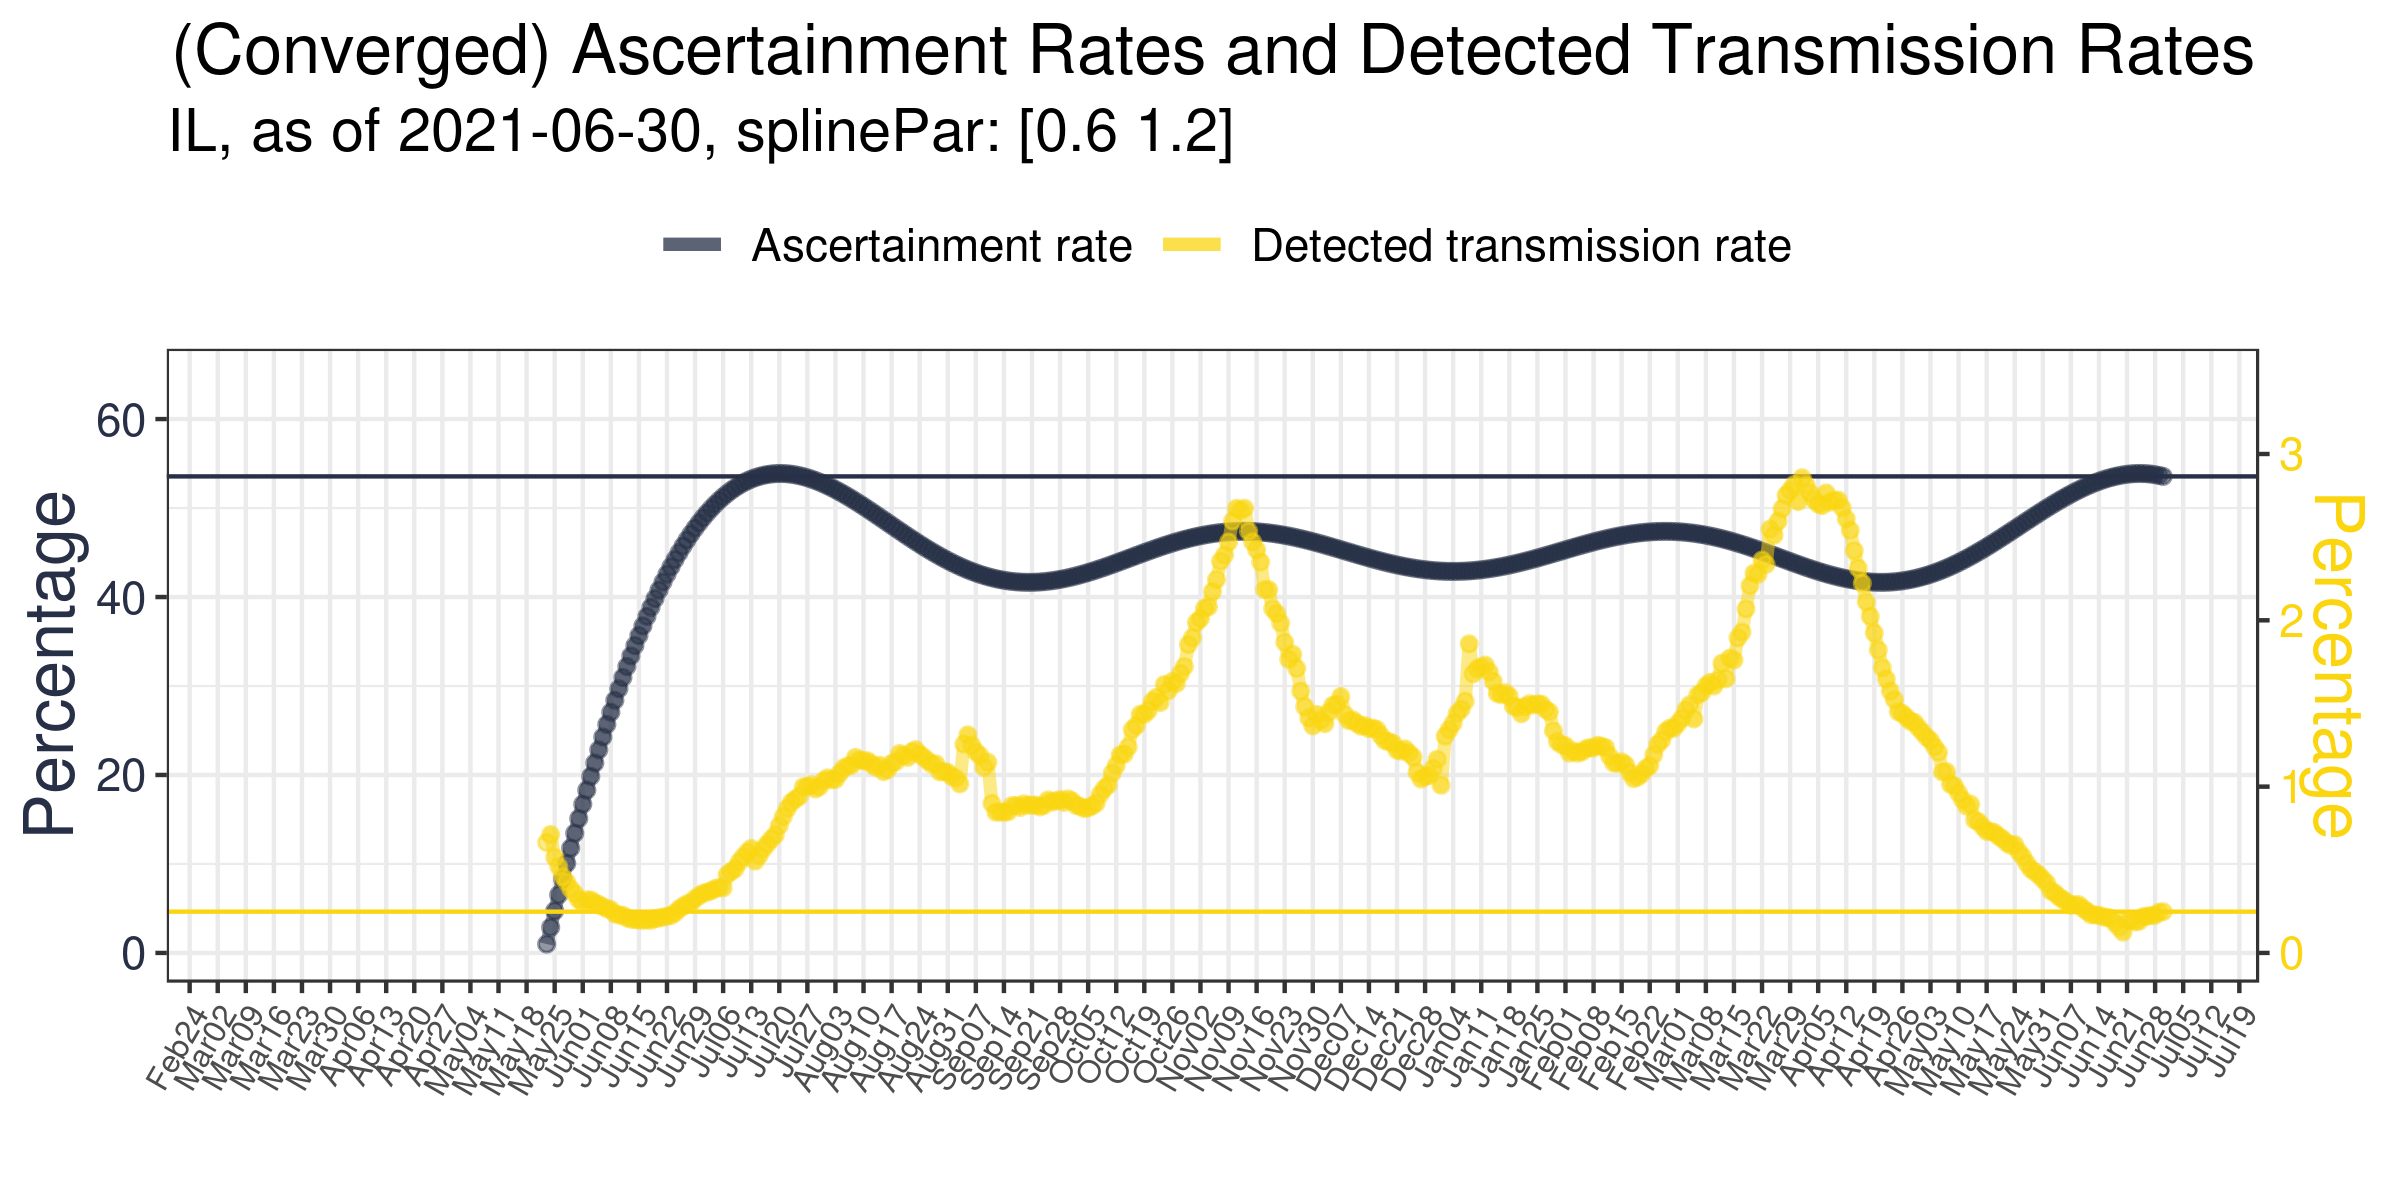 (Converged) Ascertainment Rates and Detected Transmission Rates
IL, as of 2021-06-30, splinePar: [0.6 1.2]
Ascertainment rate
Detected transmission rate
Percentage
60
40
20
0
3
2
1
0
Percentage
Feb24
Mar02
Mar09
Mar16
Mar23
Mar30
Apr06
Apr13
Apr20
Apr27
May04
May11
May18
May25
Jun01
Jun08
Jun15
Jun22
Jun29
Jul06
Jul13
Jul20
Jul27
Aug03
Aug10
Aug17
Aug24
Aug31
Sep07
Sep14
Sep21
Sep28
Oct05
Oct12
Oct19
Oct26
Nov02
Nov09
Nov16
Nov23
Nov30
Dec07
Dec14
Dec21
Dec28
Jan04
Jan11
Jan18
Jan25
Feb01
Feb08
Feb15
Feb22
Mar01
Mar08
Mar15
Mar22
Mar29
Apr05
Apr12
Apr19
Apr26
May03
May10
May17
May24
May31
Jun07
Jun14
Jun21
Jun28
Jul05
Jul12
Jul19